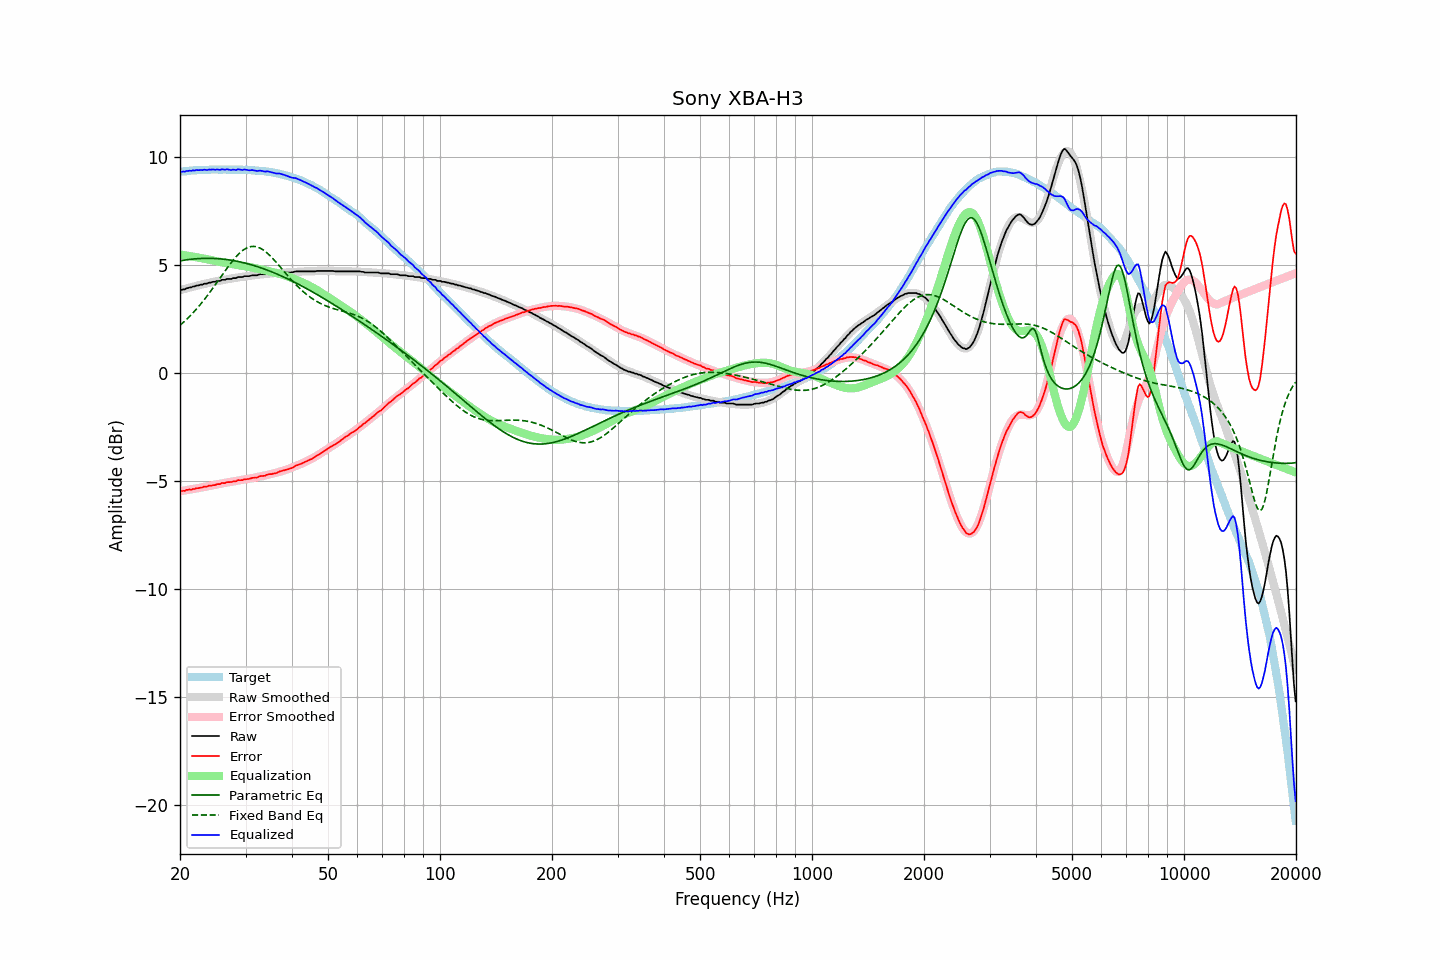 Sony XBA-H3
Amplitude (dBr)
10
5
0
−5
−10
−15
−20
Target
Raw Smoothed
Error Smoothed
Raw
Error
Equalization
Parametric Eq
Fixed Band Eq
Equalized
20 50 100 200 500 1000 2000 5000 10000 20000
Frequency (Hz)